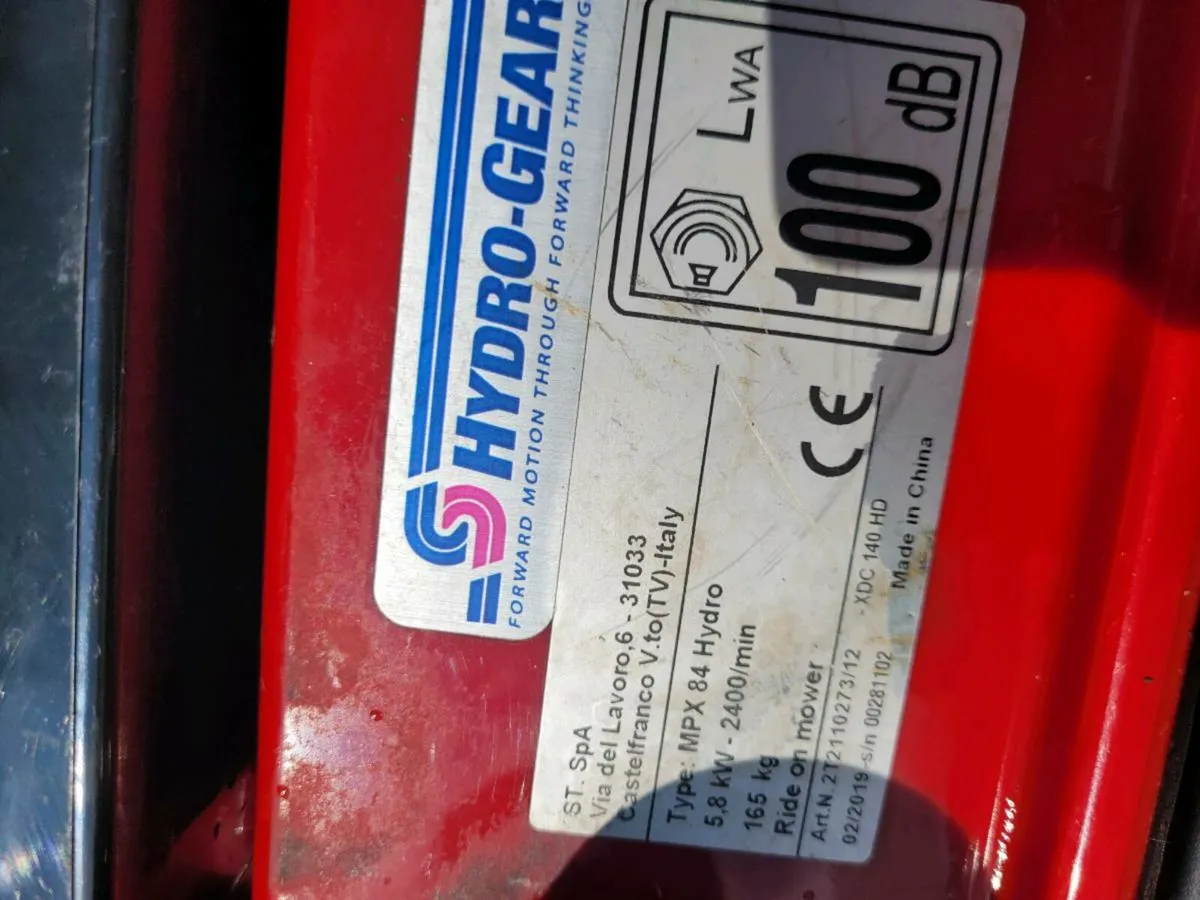 HYDRO-GEAR
FORWARD MOTION THROUGH FORWARD THINKING
ST. SpA
Via del Lavoro,6 - 31033
Castelfranco V.to(TV)-Italy
Type: MPX 84 Hydro
5,8 kW - 2400/min
165 kg
Ride on mower
Art.N.2T2110273/12 - XDC 140 HD
02/2019-s/n 00281102
Made in China
CE
LWA
100 dB